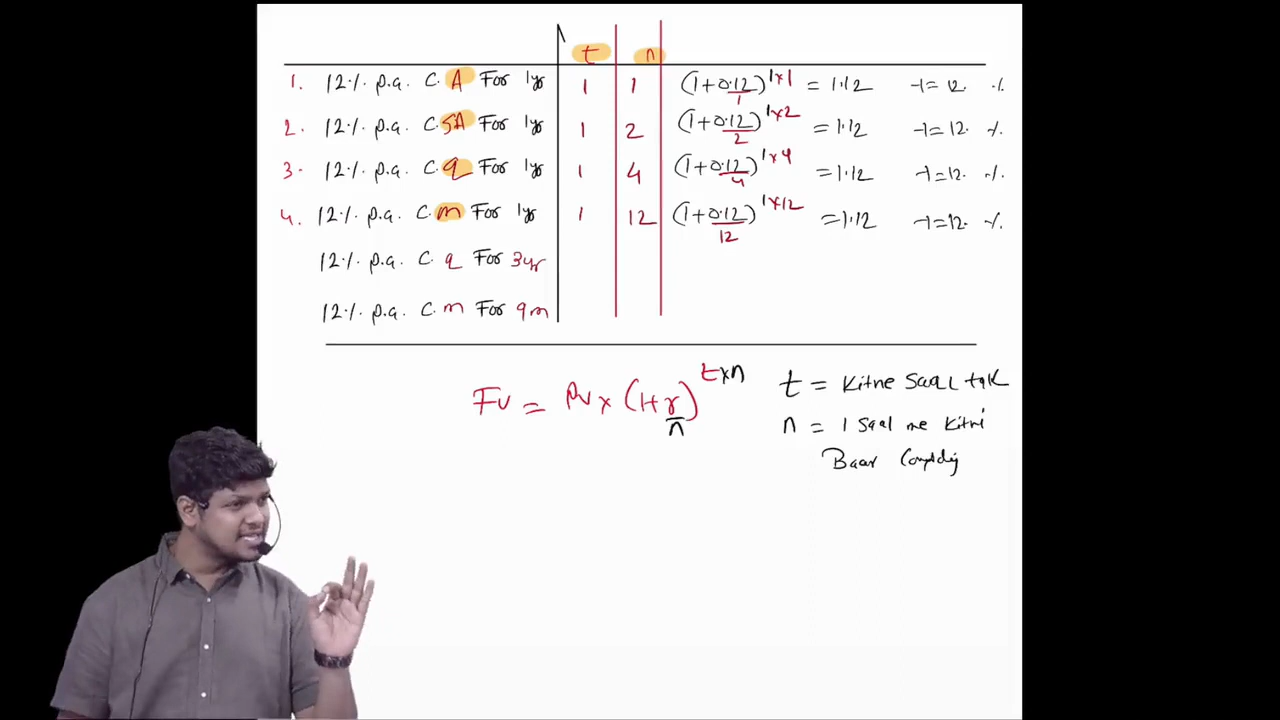 t n
1. 12.%. p.a. C. A For 1yr 1 1 (1+0.12/1)^1×1 = 1.12 -1= 12. %
2. 12.%. p.a. C. SA For 1yr 1 2 (1+0.12/2)^1×2 = 1.12 -1= 12. %
3. 12.%. p.a. C. q For 1yr 1 4 (1+0.12/4)^1×4 = 1.12 -1= 12. %
4. 12.%. p.a. C. m For 1yr 1 12 (1+0.12/12)^1×12 = 1.12 -1= 12. %
12.%. p.a. C. q For 3yr
12.%. p.a. C. m For 9m
Fv = Pv × (1+r/n)^t×n
t = Kitne Saal tak
n = 1 Saal me Kitni
Baar